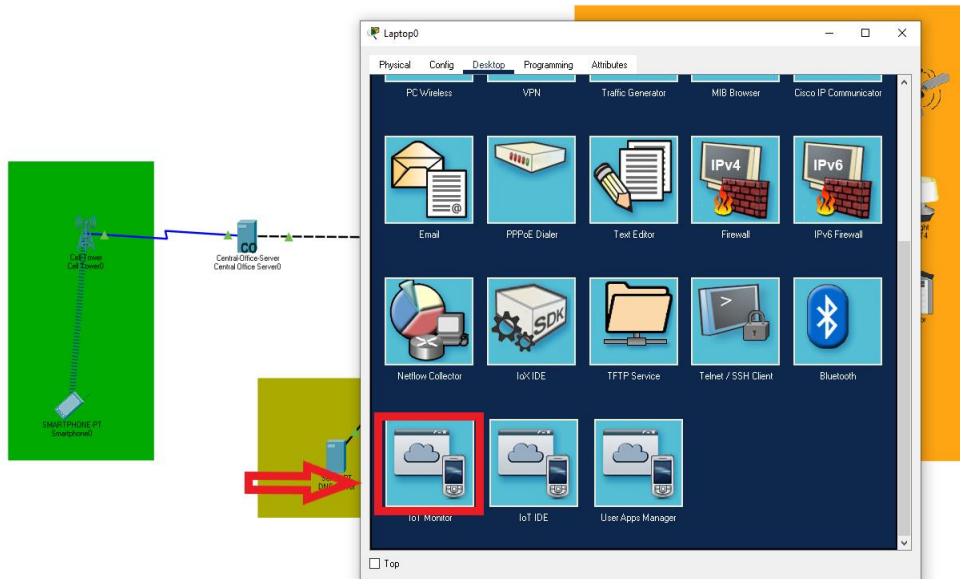 Laptop0
Physical Config Desktop Programming Attributes
PC Wireless VPN Traffic Generator MIB Browser Cisco IP Communicator
IPv4 IPv6
Email PPPoE Dialer Text Editor Firewall IPv6 Firewall
SDK
Netflow Collector IoX IDE TFTP Service Telnet / SSH Client Bluetooth
IoT Monitor IoT IDE User Apps Manager
Top
Cell Tower
Cell Tower0
CO
Central-Office-Server
Central Office Server0
SMARTPHONE-PT
Smartphone0